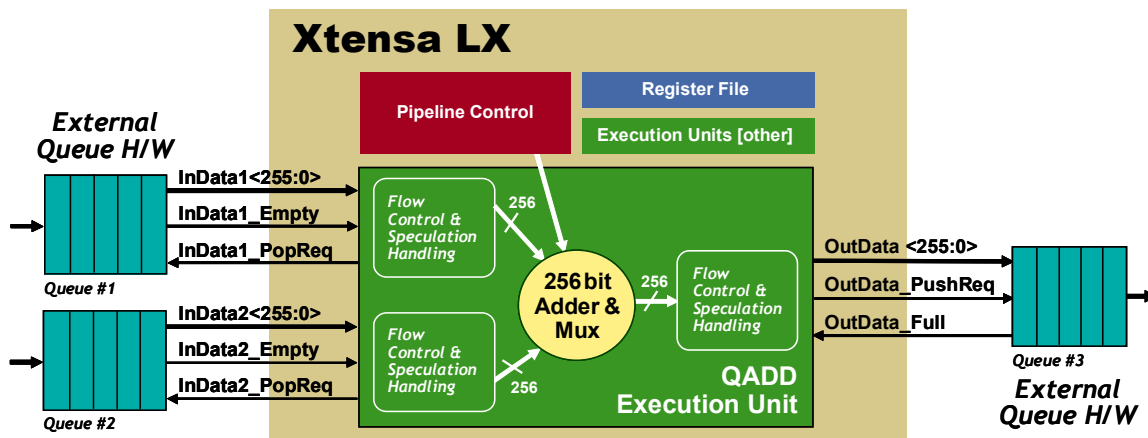 Xtensa LX
Pipeline Control
Register File
Execution Units [other]
External
Queue H/W
InData1<255:0>
InData1_Empty
InData1_PopReq
Queue #1
InData2<255:0>
InData2_Empty
InData2_PopReq
Queue #2
Flow
Control &
Speculation
Handling
256
Flow
Control &
Speculation
Handling
256
256 bit
Adder &
Mux
256
Flow
Control &
Speculation
Handling
QADD
Execution Unit
OutData <255:0>
OutData_PushReq
OutData_Full
Queue #3
External
Queue H/W